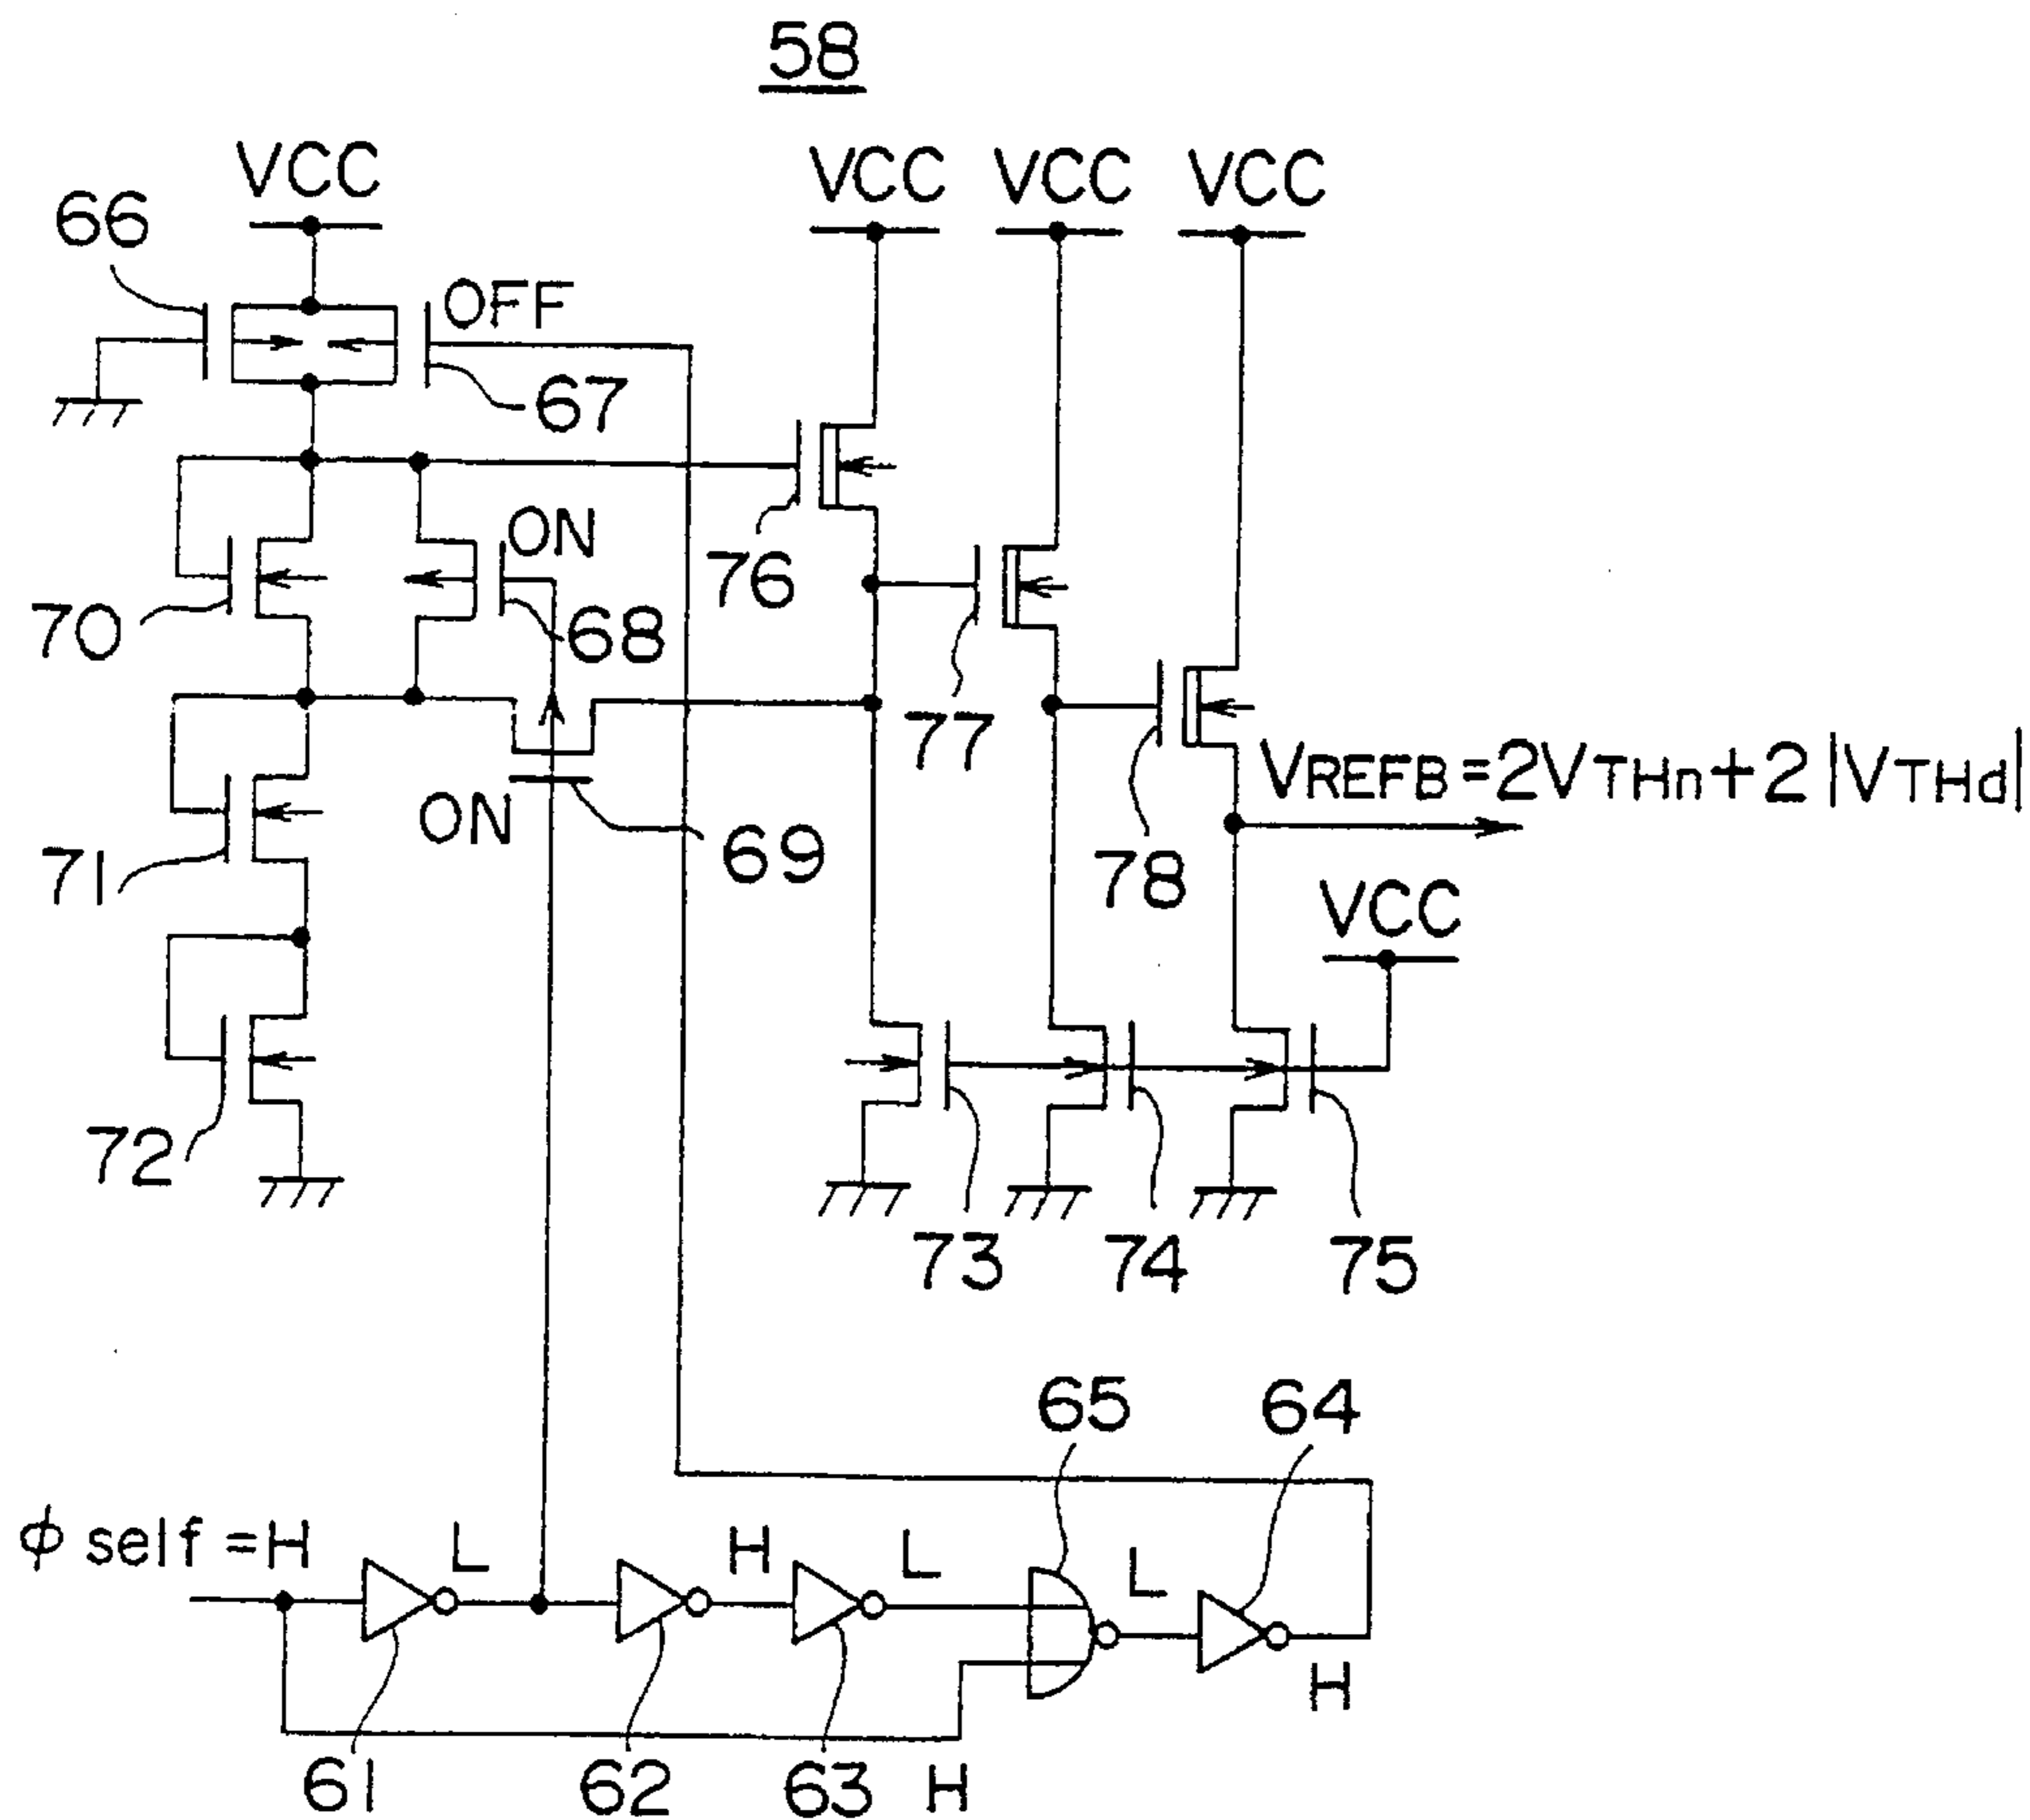 58
VCC
VCC
VCC
VCC
66
OFF
67
ON
76
70
68
77
VREFB=2VTHn+2|VTHd|
ON
69
71
78
VCC
72
73
74
75
65
64
ϕ self=H
L
H
L
L
H
61
62
63
H